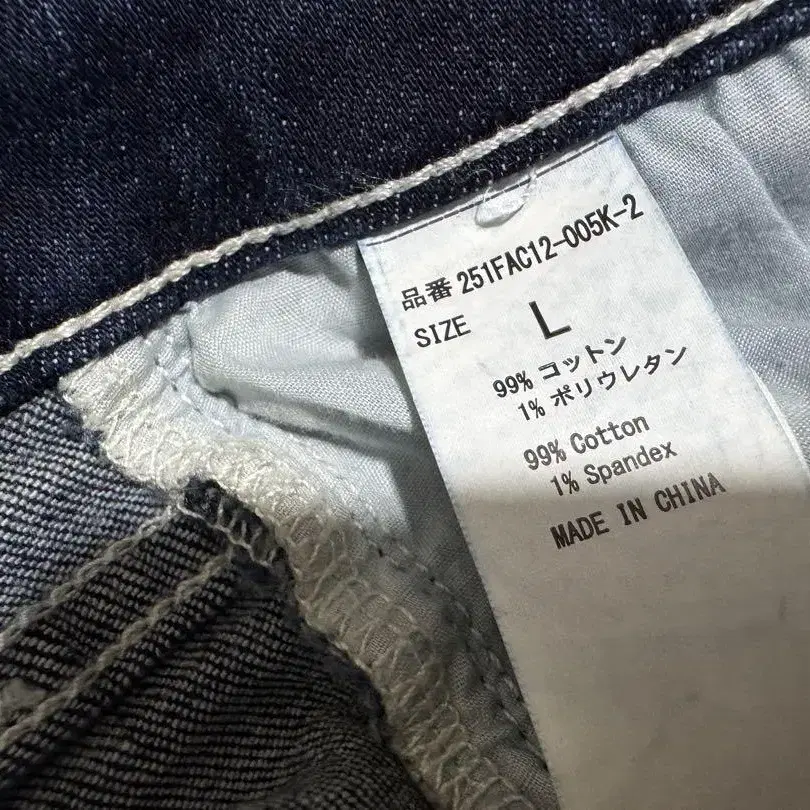 品番 251FAC12-005K-2
SIZE L
99% コットン
1% ポリウレタン
99% Cotton
1% Spandex
MADE IN CHINA